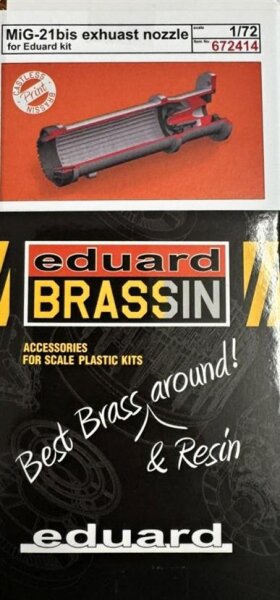 MiG-21bis exhuast nozzle
for Eduard kit
scale 1/72
Item No. 672414
CASTLESS
Print
BRASSIN
eduard
BRASSIN
ACCESSORIES
FOR SCALE PLASTIC KITS
Best Brass around!
& Resin
eduard